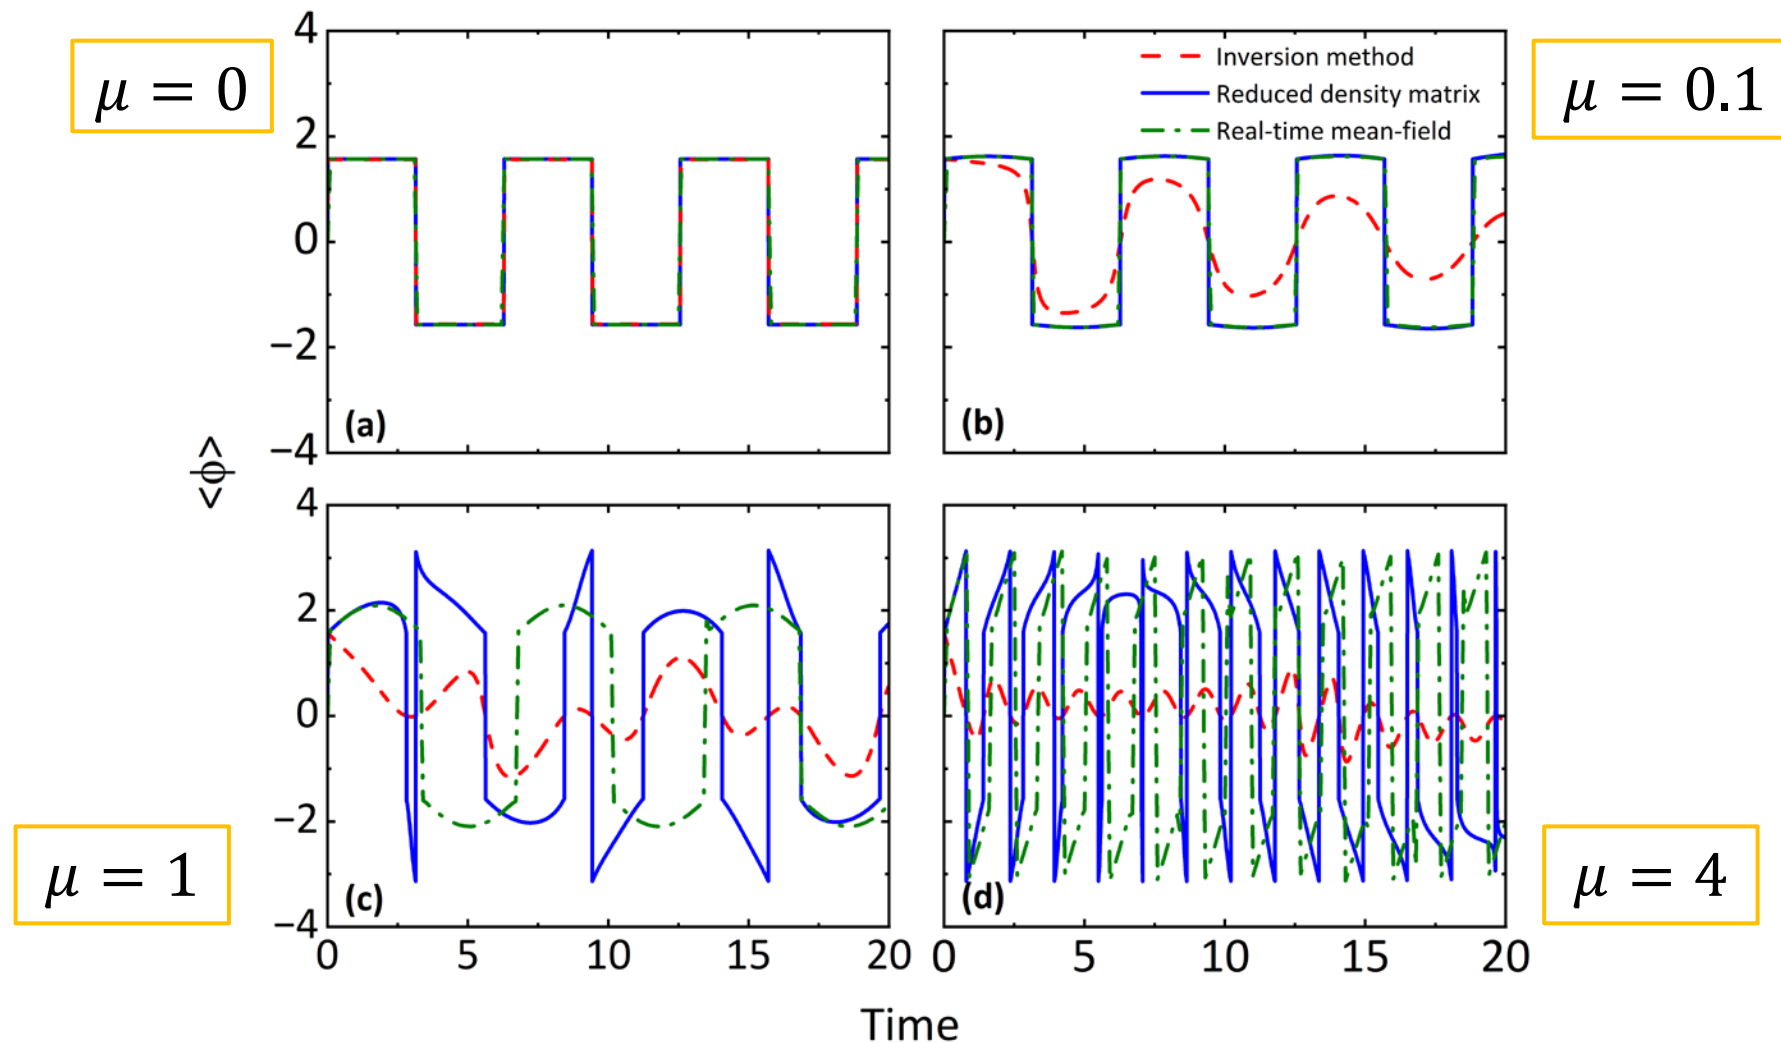 μ = 0
μ = 0.1
4
2
0
−2
−4
(a)
Inversion method
Reduced density matrix
Real-time mean-field
(b)
<ϕ>
μ = 1
μ = 4
4
2
0
−2
−4
(c)
(d)
0 5 10 15 20
0 5 10 15 20
Time